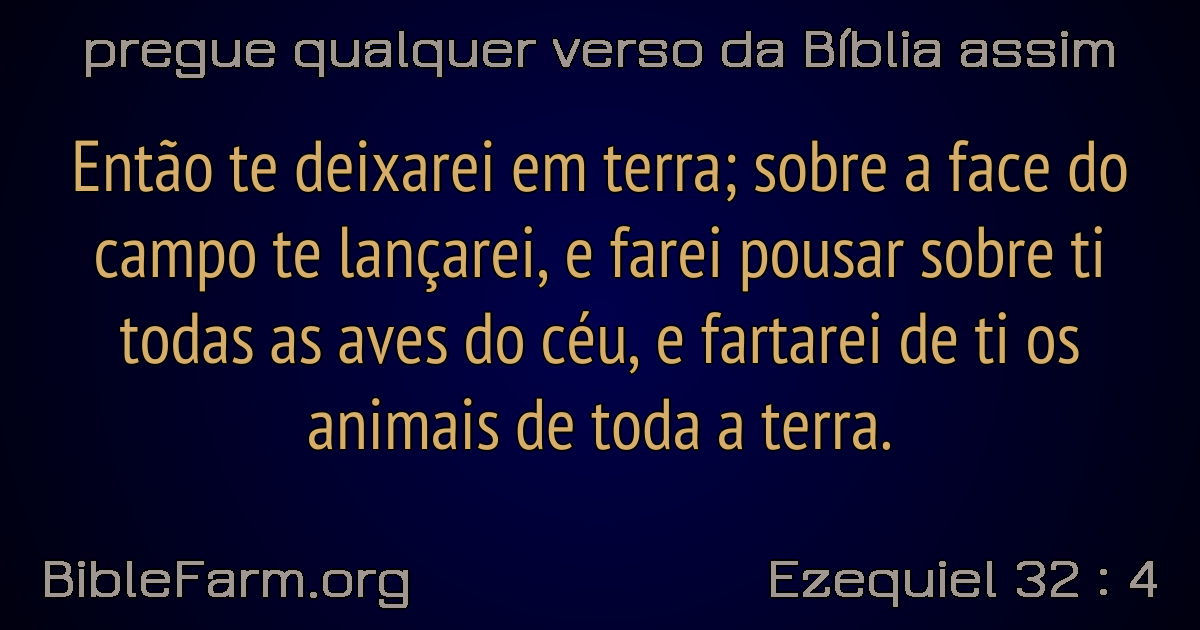 pregue qualquer verso da Bíblia assim
Então te deixarei em terra; sobre a face do
campo te lançarei, e farei pousar sobre ti
todas as aves do céu, e fartarei de ti os
animais de toda a terra.
BibleFarm.org
Ezequiel 32 : 4